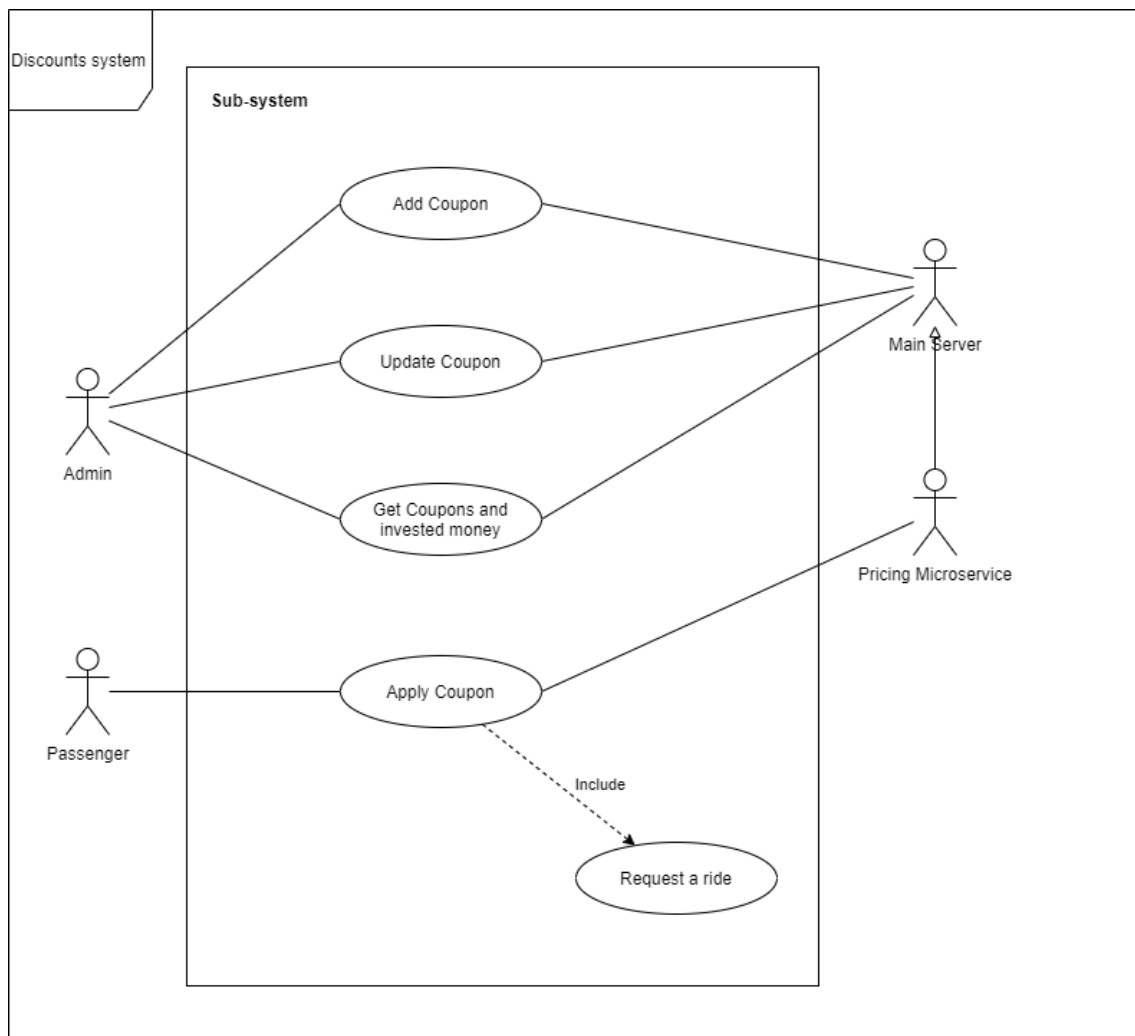 Discounts system
Sub-system
Add Coupon
Main Server
Update Coupon
Admin
Get Coupons and
invested money
Pricing Microservice
Apply Coupon
Passenger
Include
Request a ride